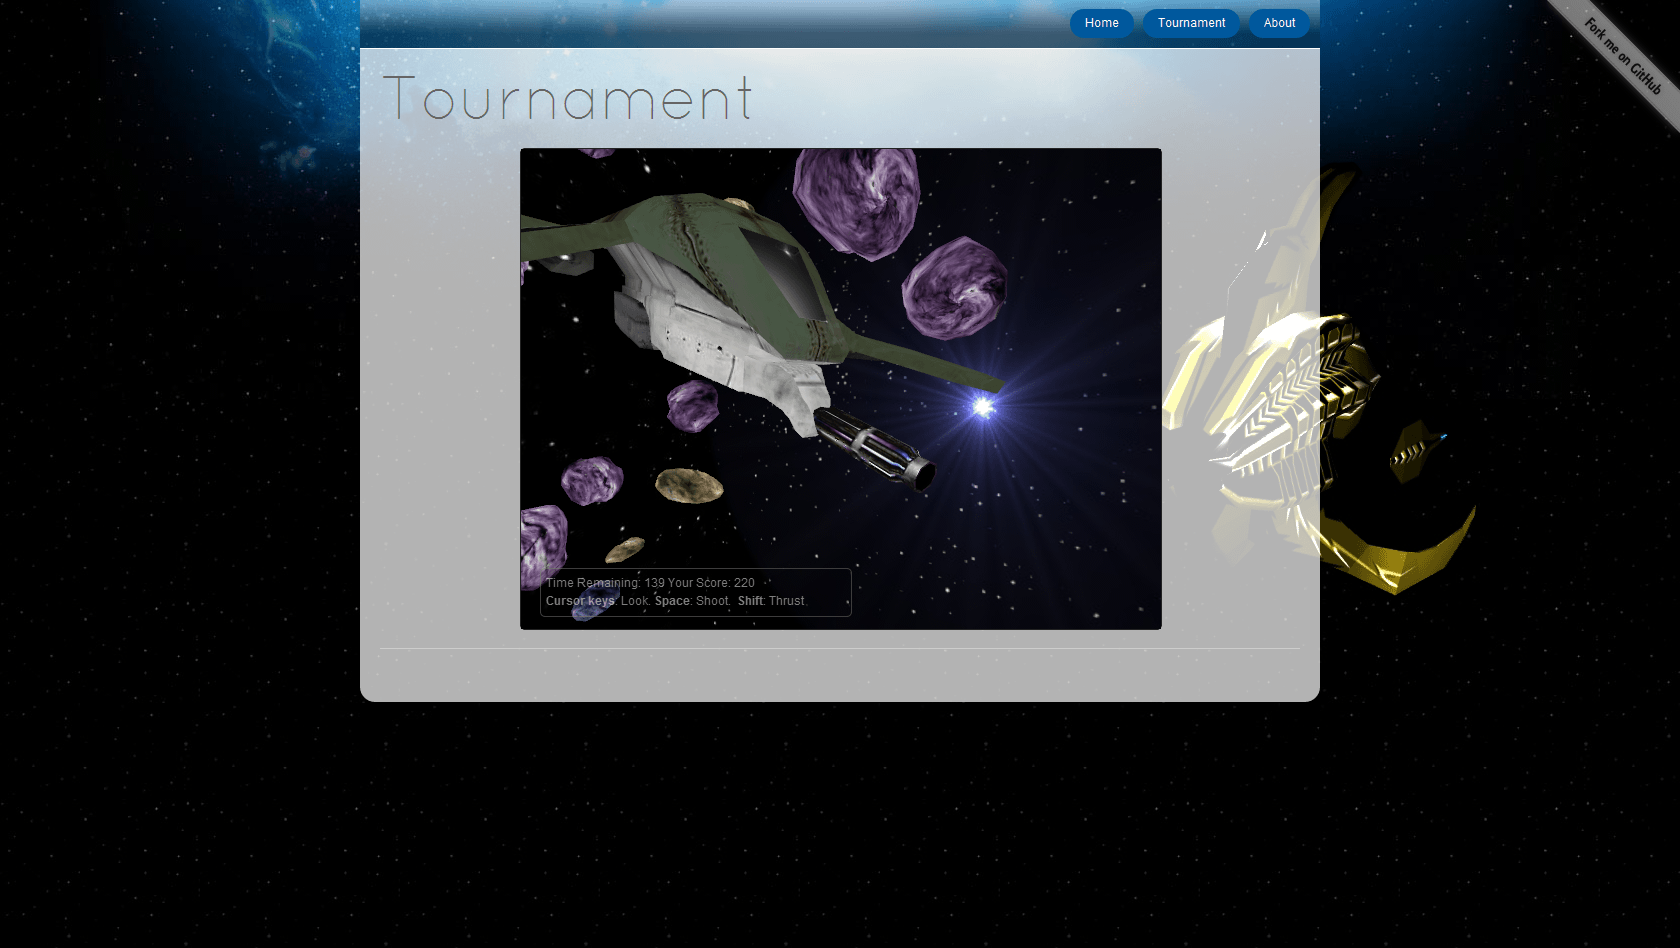 Home
Tournament
About
Fork me on GitHub
Tournament
Time Remaining: 139 Your Score: 220
Cursor keys: Look. Space: Shoot. Shift: Thrust